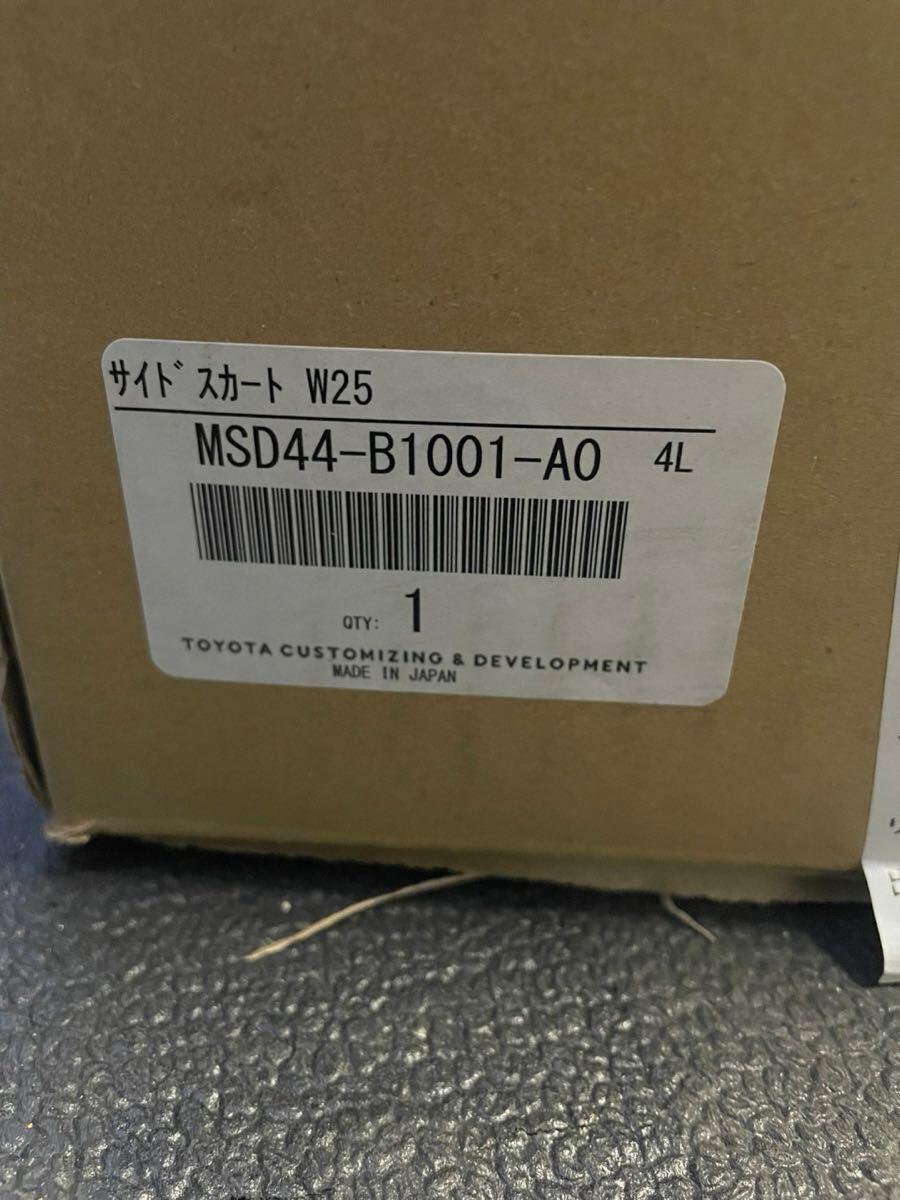 サイドスカート W25
MSD44-B1001-A0 4L
QTY: 1
TOYOTA CUSTOMIZING & DEVELOPMENT
MADE IN JAPAN